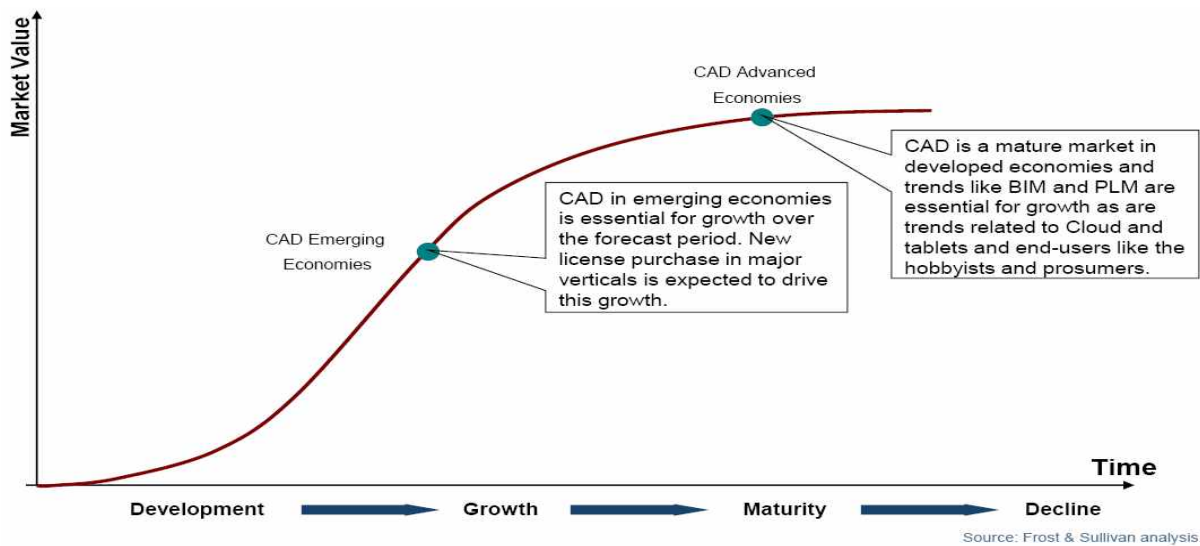 Market Value
CAD Advanced
Economies
CAD is a mature market in
developed economies and
trends like BIM and PLM are
essential for growth as are
trends related to Cloud and
tablets and end-users like the
hobbyists and prosumers.
CAD in emerging economies
is essential for growth over
the forecast period. New
license purchase in major
verticals is expected to drive
this growth.
CAD Emerging
Economies
Time
Development
Growth
Maturity
Decline
Source: Frost & Sullivan analysis